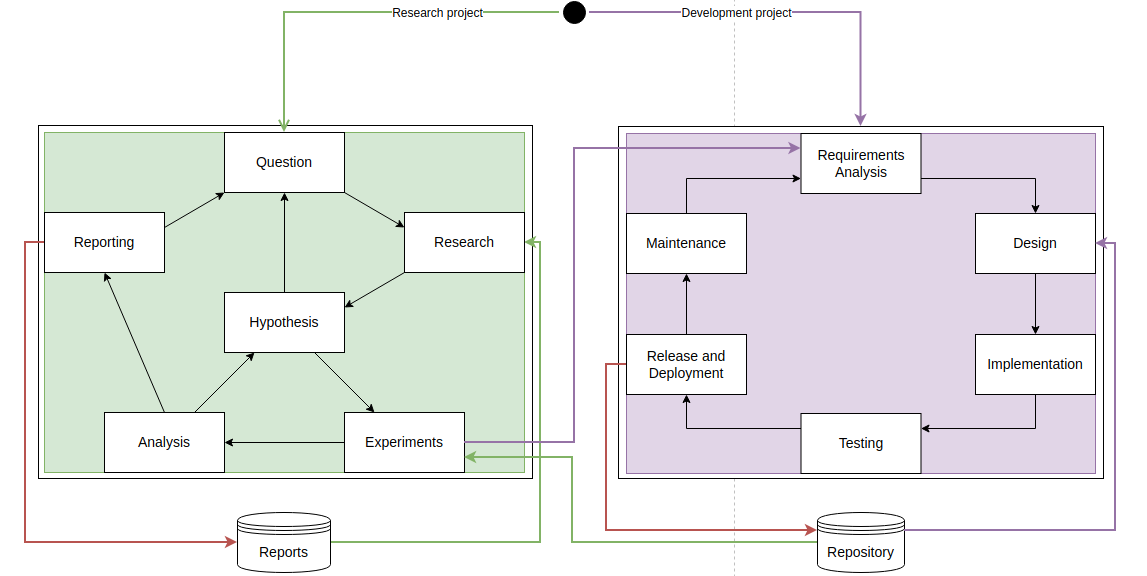 Research project
Development project
Question
Reporting
Research
Hypothesis
Analysis
Experiments
Reports
Requirements
Analysis
Maintenance
Design
Release and
Deployment
Implementation
Testing
Repository